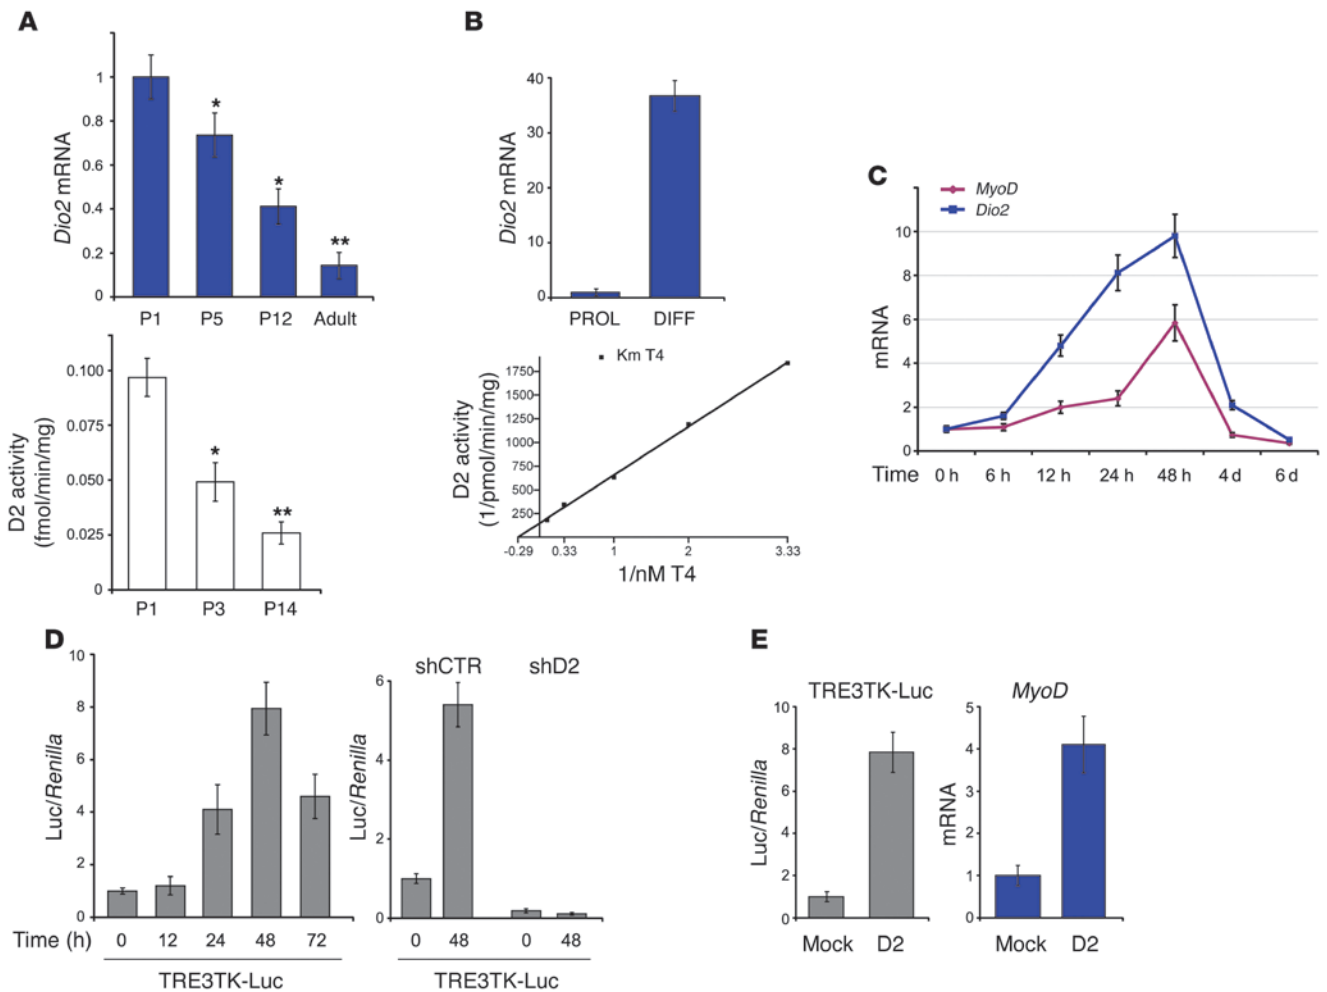 A
Dio2 mRNA
1
0.8
0.6
0.4
0.2
0
*
*
**
P1 P5 P12 Adult
D2 activity
(fmol/min/mg)
0.100
0.075
0.050
0.025
0
*
**
P1 P3 P14
B
Dio2 mRNA
40
30
20
10
0
PROL DIFF
Km T4
D2 activity
(1/pmol/min/mg)
1750
1500
1250
1000
750
500
250
-0.29 0.33 1 2 3.33
1/nM T4
C
MyoD
Dio2
mRNA
10
8
6
4
2
0
Time 0 h 6 h 12 h 24 h 48 h 4 d 6 d
D
Luc/Renilla
10
8
6
4
2
0
Time (h) 0 12 24 48 72
TRE3TK-Luc
shCTR shD2
Luc/Renilla
6
4
2
0
0 48 0 48
TRE3TK-Luc
E
TRE3TK-Luc
Luc/Renilla
10
8
6
4
2
0
Mock D2
MyoD
mRNA
5
4
3
2
1
0
Mock D2